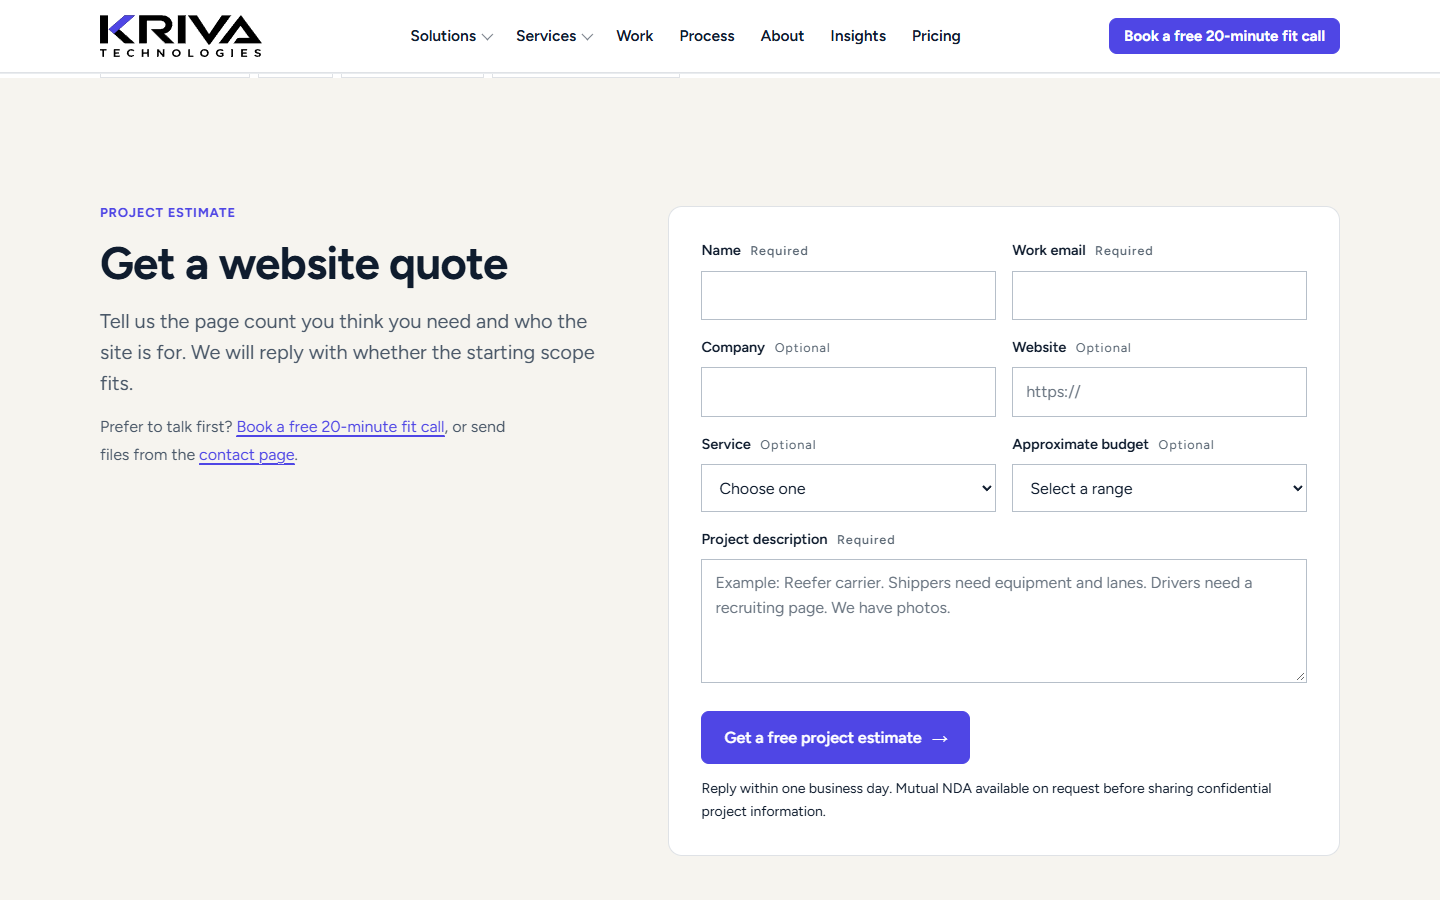 KRIVA
TECHNOLOGIES
Solutions
Services
Work
Process
About
Insights
Pricing
Book a free 20-minute fit call
PROJECT ESTIMATE
Get a website quote
Tell us the page count you think you need and who the
site is for. We will reply with whether the starting scope
fits.
Prefer to talk first? Book a free 20-minute fit call, or send
files from the contact page.
Name Required
Work email Required
Company Optional
Website Optional
https://
Service Optional
Approximate budget Optional
Choose one
Select a range
Project description Required
Example: Reefer carrier. Shippers need equipment and lanes. Drivers need a
recruiting page. We have photos.
Get a free project estimate →
Reply within one business day. Mutual NDA available on request before sharing confidential
project information.